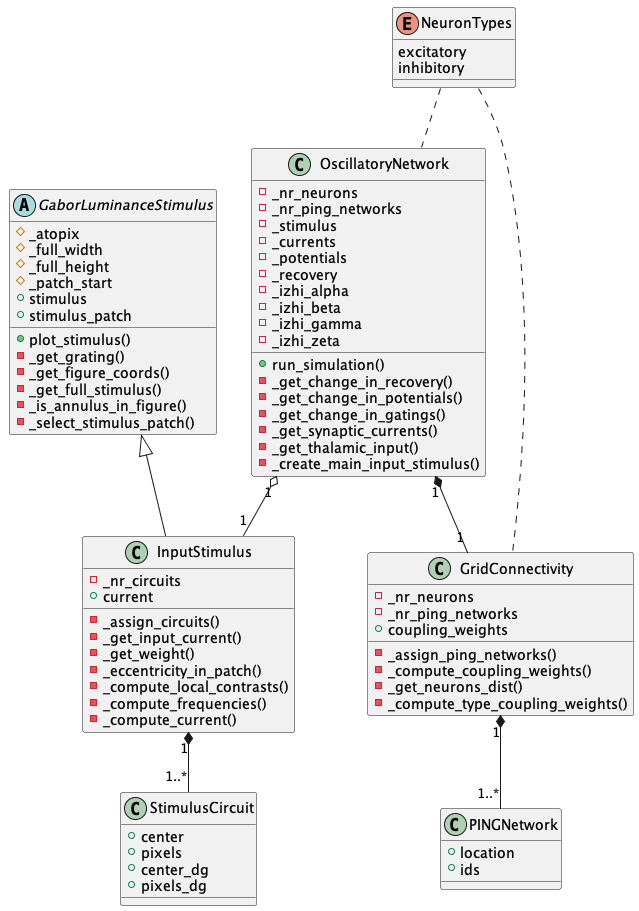 E NeuronTypes
excitatory
inhibitory
C OscillatoryNetwork
_nr_neurons
_nr_ping_networks
_stimulus
_currents
_potentials
_recovery
_izhi_alpha
_izhi_beta
_izhi_gamma
_izhi_zeta
run_simulation()
_get_change_in_recovery()
_get_change_in_potentials()
_get_change_in_gatings()
_get_synaptic_currents()
_get_thalamic_input()
_create_main_input_stimulus()
A GaborLuminanceStimulus
_atopix
_full_width
_full_height
_patch_start
stimulus
stimulus_patch
plot_stimulus()
_get_grating()
_get_figure_coords()
_get_full_stimulus()
_is_annulus_in_figure()
_select_stimulus_patch()
1
1
1
1
C InputStimulus
_nr_circuits
current
_assign_circuits()
_get_input_current()
_get_weight()
_eccentricity_in_patch()
_compute_local_contrasts()
_compute_frequencies()
_compute_current()
C GridConnectivity
_nr_neurons
_nr_ping_networks
coupling_weights
_assign_ping_networks()
_compute_coupling_weights()
_get_neurons_dist()
_compute_type_coupling_weights()
1
1..*
1
1..*
C StimulusCircuit
center
pixels
center_dg
pixels_dg
C PINGNetwork
location
ids